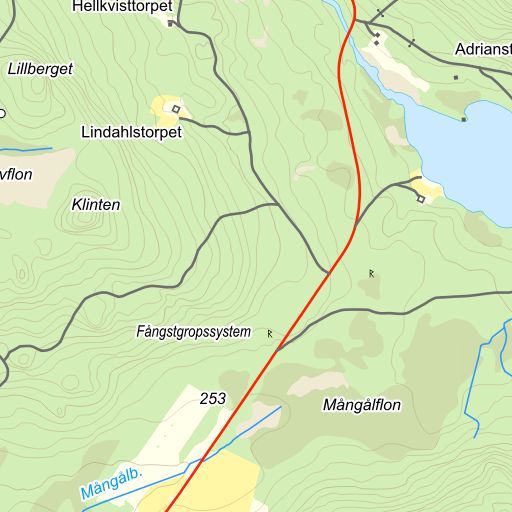 Hellkvisttorpet
Adrianst
Lillberget
Lindahlstorpet
vflon
Klinten
R
Fångstgropssystem R
253
Mångålflon
Mångålb.